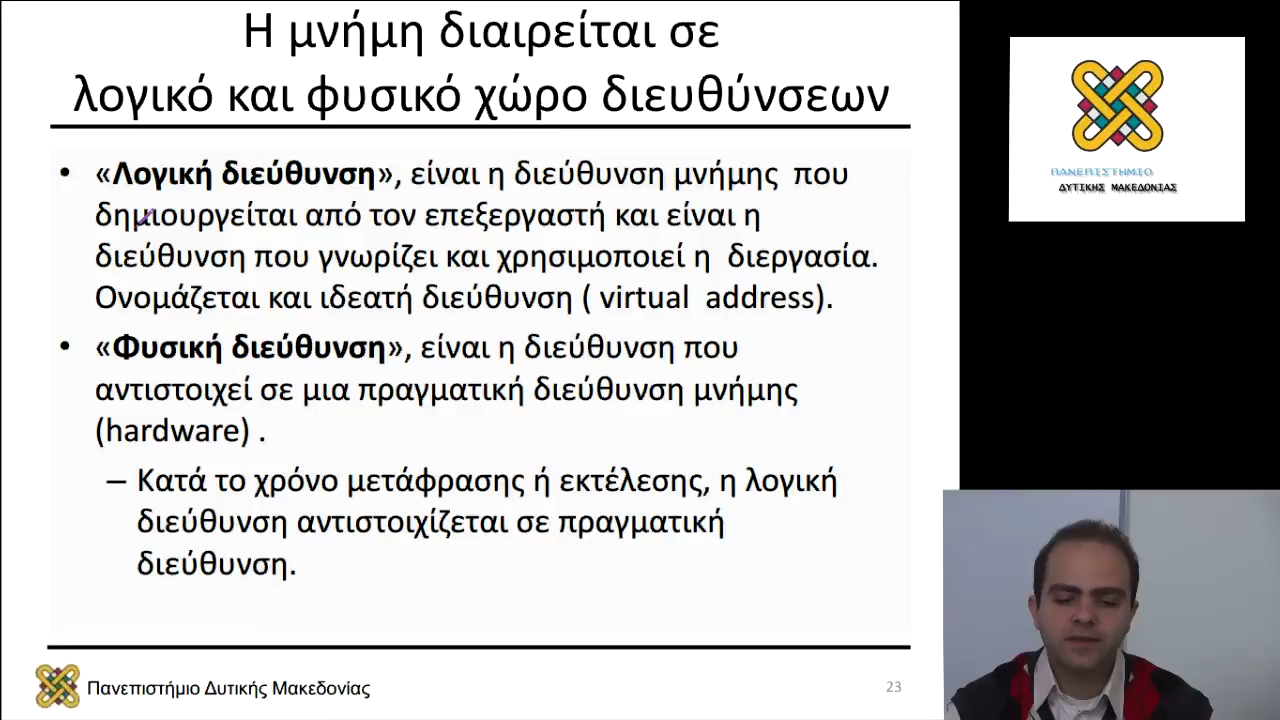 Η μνήμη διαιρείται σε
λογικό και φυσικό χώρο διευθύνσεων
• «Λογική διεύθυνση», είναι η διεύθυνση μνήμης που
δημιουργείται από τον επεξεργαστή και είναι η
διεύθυνση που γνωρίζει και χρησιμοποιεί η διεργασία.
Ονομάζεται και ιδεατή διεύθυνση ( virtual address).
• «Φυσική διεύθυνση», είναι η διεύθυνση που
αντιστοιχεί σε μια πραγματική διεύθυνση μνήμης
(hardware) .
– Κατά το χρόνο μετάφρασης ή εκτέλεσης, η λογική
διεύθυνση αντιστοιχίζεται σε πραγματική
διεύθυνση.
Πανεπιστήμιο Δυτικής Μακεδονίας
23
ΠΑΝΕΠΙΣΤΗΜΙΟ
ΔΥΤΙΚΗΣ ΜΑΚΕΔΟΝΙΑΣ